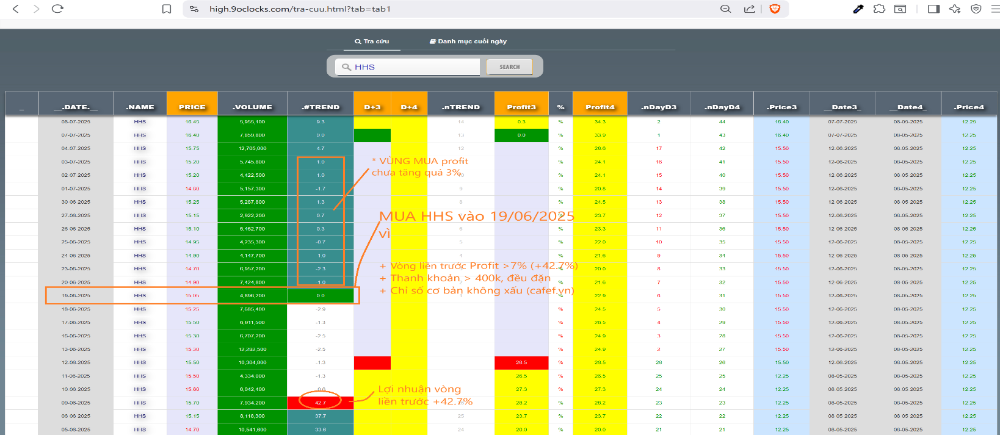 high.9oclocks.com/tra-cuu.html?tab=tab1
Tra cứu Danh mục cuối ngày
HHS SEARCH
_ __.DATE.__ .NAME PRICE .VOLUME .#TREND D+3 D+4 .nTREND Profit3 % Profit4 .nDayD3 .nDayD4 .Price3 __Date3_ __Date4_ .Price4
08-07-2025 HHS 16.45 5,955,100 9.3 14 0.3 % 34.3 2 44 16.40 07-07-2025 08-05-2025 12.25
07-07-2025 HHS 16.40 7,859,800 9.0 13 0.0 % 33.9 1 43 16.40 07-07-2025 08-05-2025 12.25
04-07-2025 HHS 15.75 12,705,000 4.7 12 % 28.6 17 42 15.50 12-06-2025 08-05-2025 12.25
03-07-2025 HHS 15.20 5,745,800 1.0 % 24.1 16 41 15.50 12-06-2025 08-05-2025 12.25
* VÙNG MUA profit
chưa tăng quá 3%
02-07-2025 HHS 15.20 4,422,500 1.0 % 24.1 15 40 15.50 12-06-2025 08-05-2025 12.25
01-07-2025 HHS 14.80 5,157,300 -1.7 9 % 20.8 14 39 15.50 12-06-2025 08-05-2025 12.25
30-06-2025 HHS 15.25 5,287,800 1.3 8 % 24.5 13 38 15.50 12-06-2025 08-05-2025 12.25
27-06-2025 HHS 15.15 2,922,200 0.7 % 23.7 12 37 15.50 12-06-2025 08-05-2025 12.25
MUA HHS vào 19/06/2025
vì
26-06-2025 HHS 15.10 5,462,700 0.3 6 % 23.3 11 36 15.50 12-06-2025 08-05-2025 12.25
25-06-2025 HHS 14.95 4,235,300 -0.7 5 % 22.0 10 35 15.50 12-06-2025 08-05-2025 12.25
24-06-2025 HHS 14.90 4,147,700 1.0 4 % 21.6 9 34 15.50 12-06-2025 08-05-2025 12.25
23-06-2025 HHS 14.70 6,957,200 -2.3 % 20.0 8 33 15.50 12-06-2025 08-05-2025 12.25
+ Vòng liền trước Profit >7% (+42.7%)
+ Thanh khoản > 400k, đều đặn
+ Chỉ số cơ bản không xấu (cafef.vn)
20-06-2025 HHS 14.90 7,424,800 -1.0 2 % 21.6 7 32 15.50 12-06-2025 08-05-2025 12.25
19-06-2025 HHS 15.05 4,896,200 0.0 1 % 22.9 6 31 15.50 12-06-2025 08-05-2025 12.25
18-06-2025 HHS 15.25 7,685,400 -2.9 % 24.5 5 30 15.50 12-06-2025 08-05-2025 12.25
17-06-2025 HHS 15.50 6,911,500 -1.3 % 26.5 4 29 15.50 12-06-2025 08-05-2025 12.25
16-06-2025 HHS 15.30 6,707,200 -2.5 % 24.9 3 28 15.50 12-06-2025 08-05-2025 12.25
13-06-2025 HHS 15.30 12,292,500 -2.5 % 24.9 2 27 15.50 12-06-2025 08-05-2025 12.25
12-06-2025 HHS 15.50 10,304,800 -1.3 26.5 % 26.5 26 26 15.50 12-06-2025 08-05-2025 12.25
11-06-2025 HHS 15.50 4,334,000 -1.3 26.5 % 26.5 25 25 12.25 08-05-2025 08-05-2025 12.25
10-06-2025 HHS 15.60 6,042,400 0.6 27.3 % 27.3 24 24 12.25 08-05-2025 08-05-2025 12.25
Lợi nhuận vòng
liền trước +42.7%
09-06-2025 HHS 15.70 7,934,200 42.7 28.2 % 28.2 23 23 12.25 08-05-2025 08-05-2025 12.25
06-06-2025 HHS 15.15 8,118,300 37.7 25 23.7 % 23.7 22 22 12.25 08-05-2025 08-05-2025 12.25
05-06-2025 HHS 14.70 10,541,600 33.6 24 20.0 % 20.0 21 21 12.25 08-05-2025 08-05-2025 12.25